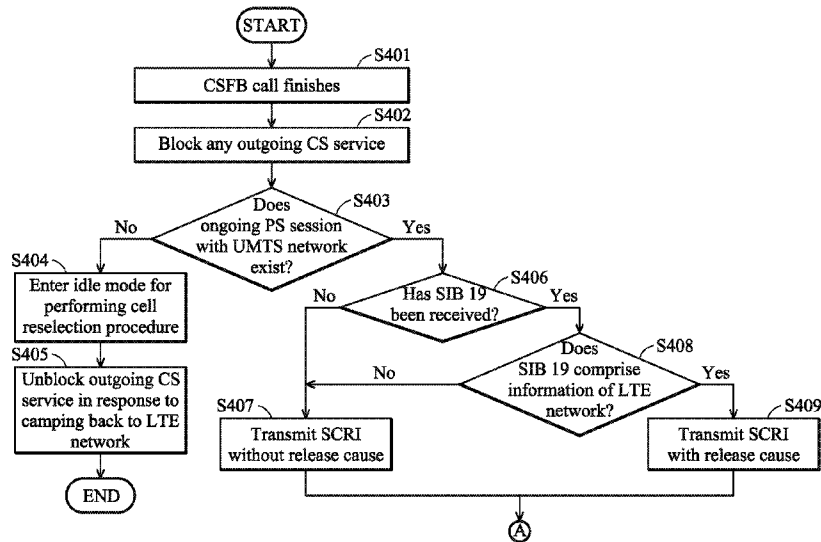 START
S401
CSFB call finishes
S402
Block any outgoing CS service
S403
Does
ongoing PS session
with UMTS network
exist?
No
Yes
S404
Enter idle mode for
performing cell
reselection procedure
S405
Unblock outgoing CS
service in response to
camping back to LTE
network
END
S406
Has SIB 19
been received?
No
Yes
S408
Does
SIB 19 comprise
information of LTE
network?
No
Yes
S407
Transmit SCRI
without release cause
S409
Transmit SCRI
with release cause
A